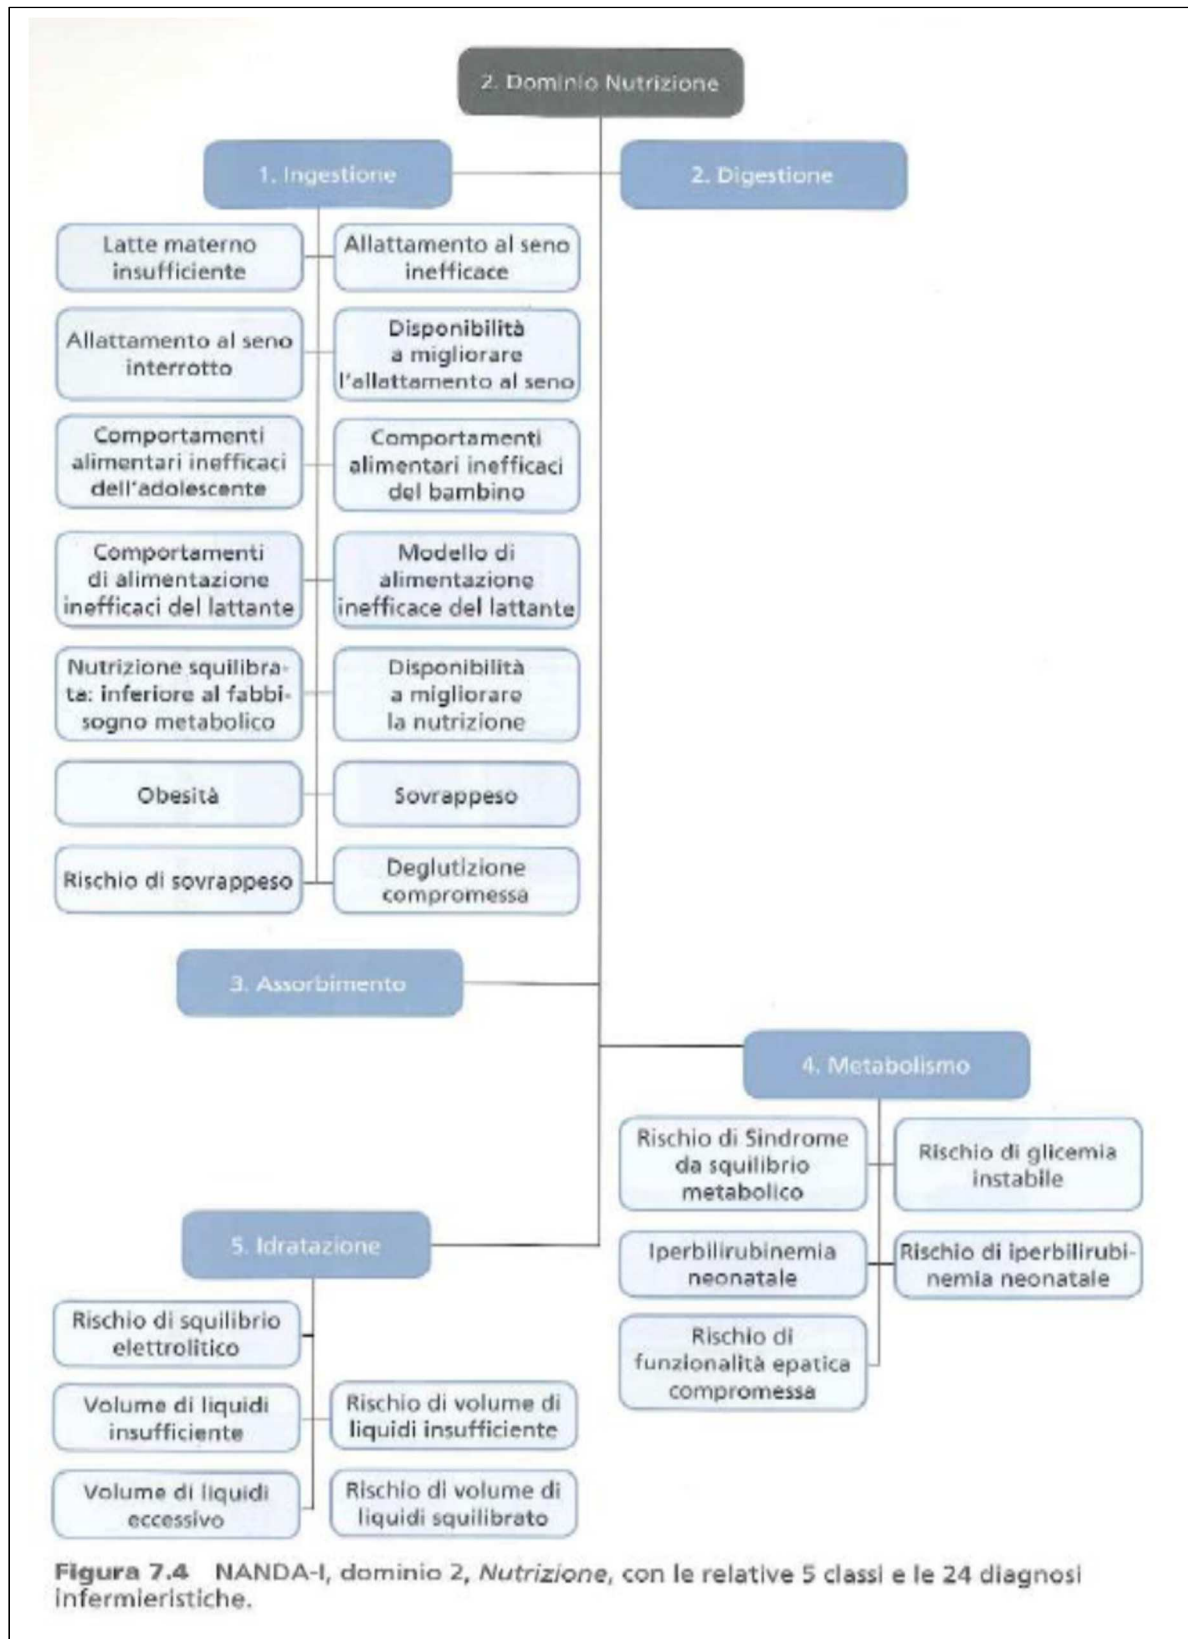 2. Dominio Nutrizione
1. Ingestione
2. Digestione
Latte materno
insufficiente
Allattamento al seno
inefficace
Allattamento al seno
interrotto
Disponibilità
a migliorare
l'allattamento al seno
Comportamenti
alimentari inefficaci
dell'adolescente
Comportamenti
alimentari inefficaci
del bambino
Comportamenti
di alimentazione
inefficaci del lattante
Modello di
alimentazione
inefficace del lattante
Nutrizione squilibra-
ta: inferiore al fabbi-
sogno metabolico
Disponibilità
a migliorare
la nutrizione
Obesità
Sovrappeso
Rischio di sovrappeso
Deglutizione
compromessa
3. Assorbimento
4. Metabolismo
Rischio di Sindrome
da squilibrio
metabolico
Rischio di glicemia
instabile
Iperbilirubinemia
neonatale
Rischio di iperbilirubi-
nemia neonatale
Rischio di
funzionalità epatica
compromessa
5. Idratazione
Rischio di squilibrio
elettrolitico
Volume di liquidi
insufficiente
Rischio di volume di
liquidi insufficiente
Volume di liquidi
eccessivo
Rischio di volume di
liquidi squilibrato
Figura 7.4 NANDA-I, dominio 2, Nutrizione, con le relative 5 classi e le 24 diagnosi
infermieristiche.